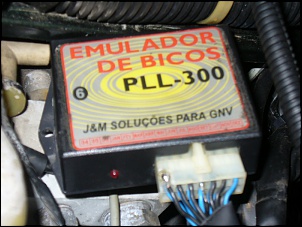 EMULADOR
DE BICOS
6 PLL-300
J&M SOLUÇÕES PARA GNV